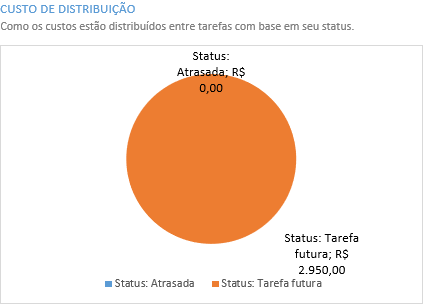 CUSTO DE DISTRIBUIÇÃO
Como os custos estão distribuídos entre tarefas com base em seu status.
Status:
Atrasada; R$
0,00
Status: Tarefa
futura; R$
2.950,00
Status: Atrasada
Status: Tarefa futura